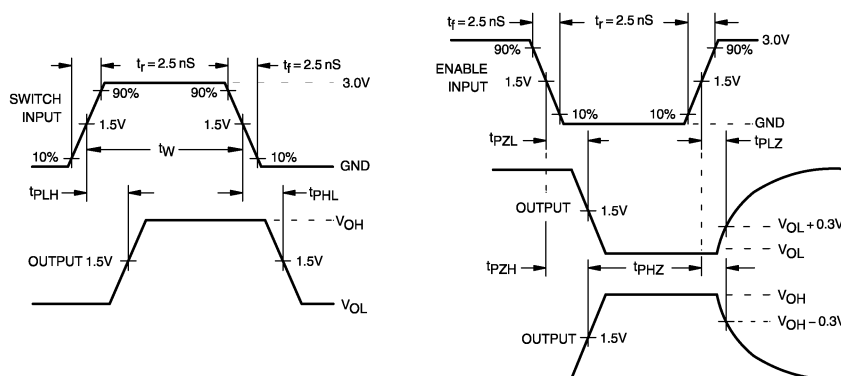 tr = 2.5 nS
tf = 2.5 nS
90%
90%
3.0V
SWITCH
INPUT
1.5V
1.5V
tW
10%
10%
GND
tPLH
tPHL
VOH
OUTPUT
1.5V
1.5V
VOL
tf = 2.5 nS
tr = 2.5 nS
3.0V
90%
90%
ENABLE
INPUT
1.5V
1.5V
10%
10%
GND
tPZL
tPLZ
OUTPUT
1.5V
VOL + 0.3V
VOL
tPZH
tPHZ
VOH
VOH – 0.3V
OUTPUT
1.5V